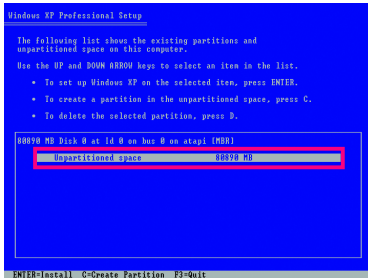 Windows XP Professional Setup
The following list shows the existing partitions and
unpartitioned space on this computer.
Use the UP and DOWN ARROW keys to select an item in the list.
• To set up Windows XP on the selected item, press ENTER.
• To create a partition in the unpartitioned space, press C.
• To delete the selected partition, press D.
80890 MB Disk 0 at Id 0 on bus 0 on atapi [MBR]
Unpartitioned space 80890 MB
ENTER=Install C=Create Partition F3=Quit